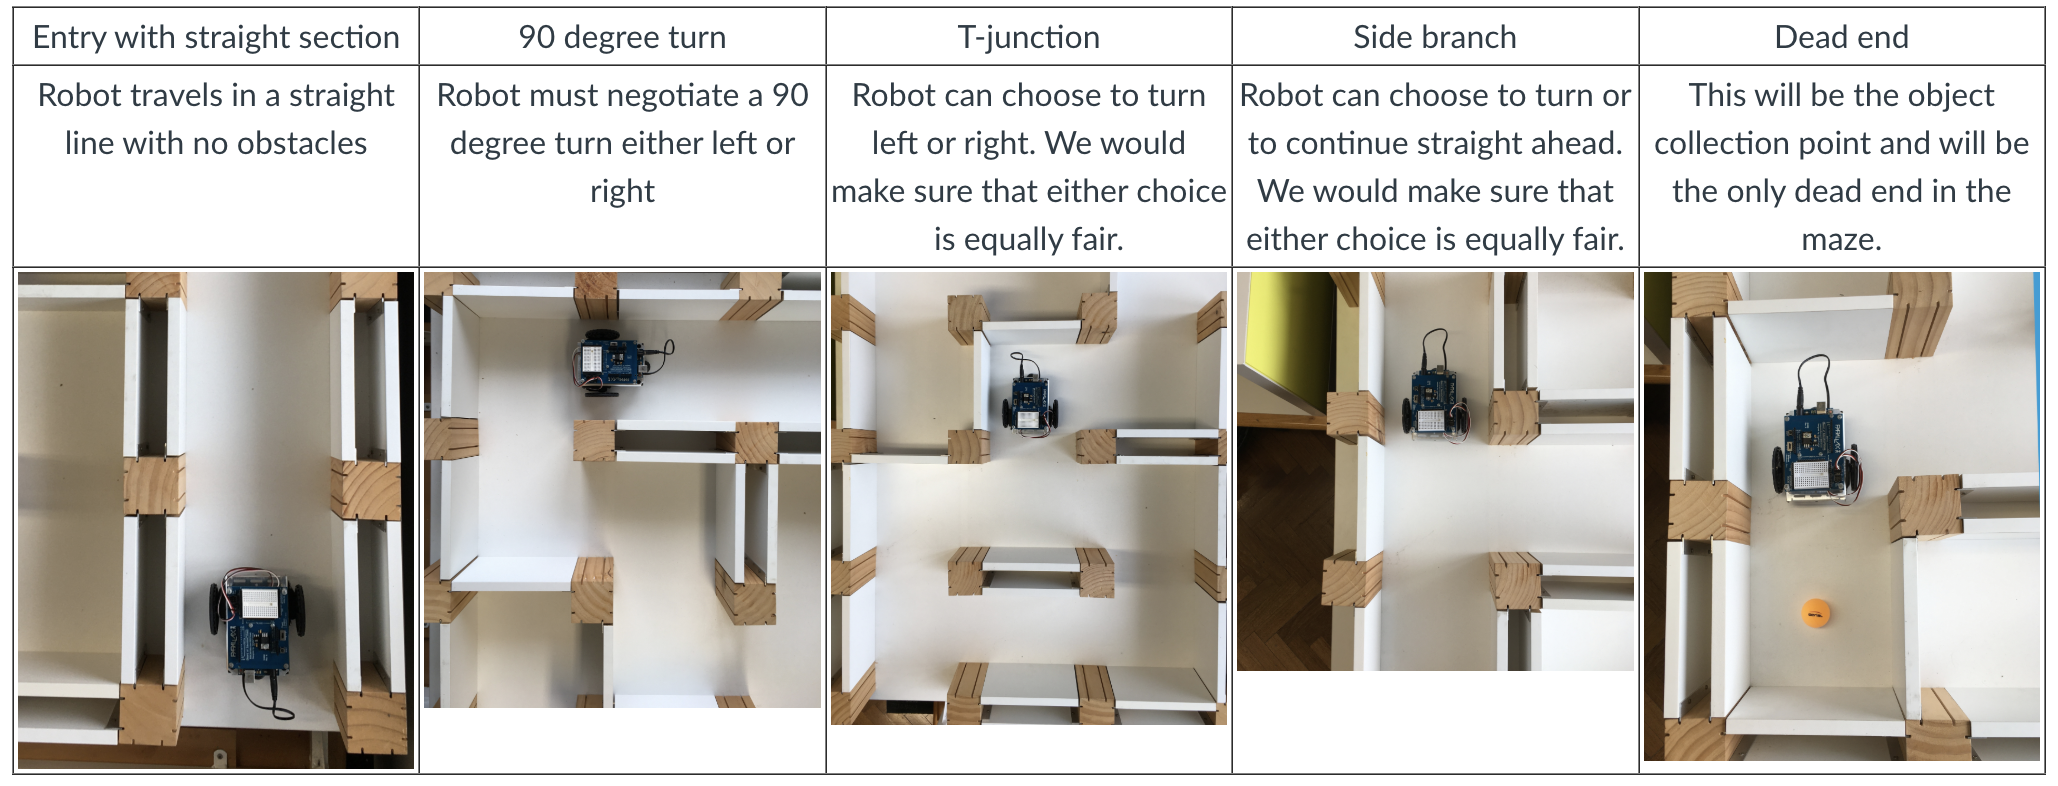 Entry with straight section
90 degree turn
T-junction
Side branch
Dead end
Robot travels in a straight
line with no obstacles
Robot must negotiate a 90
degree turn either left or
right
Robot can choose to turn
left or right. We would
make sure that either choice
is equally fair.
Robot can choose to turn or
to continue straight ahead.
We would make sure that
either choice is equally fair.
This will be the object
collection point and will be
the only dead end in the
maze.